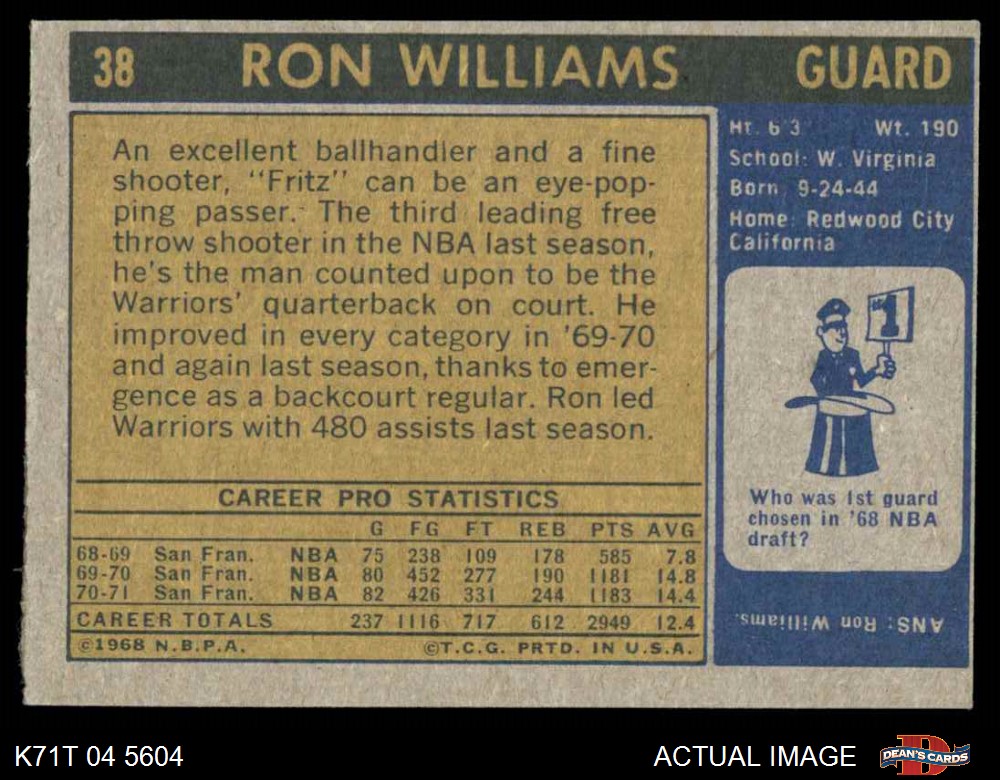 38 RON WILLIAMS GUARD
An excellent ballhandler and a fine
shooter, "Fritz" can be an eye-pop-
ping passer. The third leading free
throw shooter in the NBA last season,
he's the man counted upon to be the
Warriors' quarterback on court. He
improved in every category in '69-70
and again last season, thanks to emer-
gence as a backcourt regular. Ron led
Warriors with 480 assists last season.
CAREER PRO STATISTICS
G FG FT REB PTS AVG
68-69 San Fran. NBA 75 238 109 178 585 7.8
69-70 San Fran. NBA 80 452 277 190 1181 14.8
70-71 San Fran. NBA 82 426 331 244 1183 14.4
CAREER TOTALS 237 1116 717 612 2949 12.4
©1968 N.B.P.A. ©T.C.G. PRTD. IN U.S.A.
HT. 6 3 Wt. 190
School: W. Virginia
Born 9-24-44
Home Redwood City
California
1
Who was 1st guard
chosen in '68 NBA
draft?
ANS: Ron Williams.
K71T 04 5604
ACTUAL IMAGE
D
DEAN'S CARDS